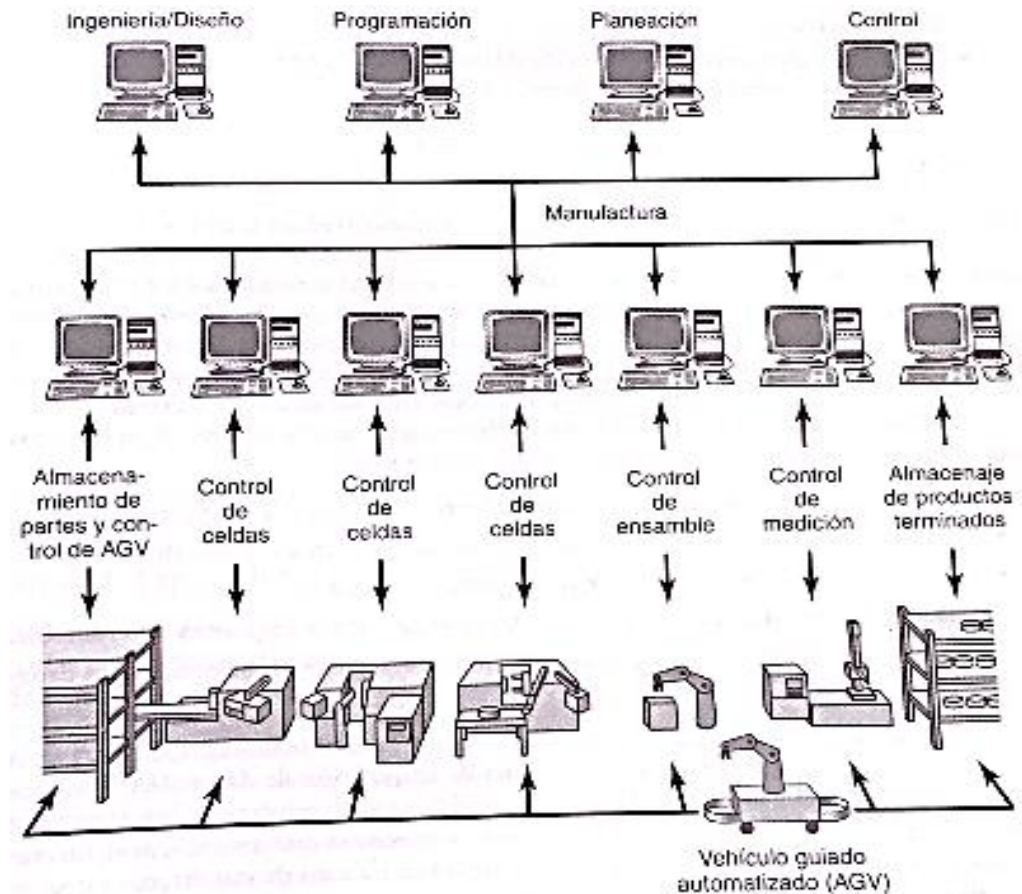 Ingeniería/Diseño
Programación
Planeación
Control
Manufactura
Almacena-
miento de
partes y con-
trol de AGV
Control
de
celdas
Control
de
celdas
Control
de
celdas
Control
de
ensamble
Control
de
medición
Almacenaje
de productos
terminados
Vehículo guiado
automatizado (AGV)